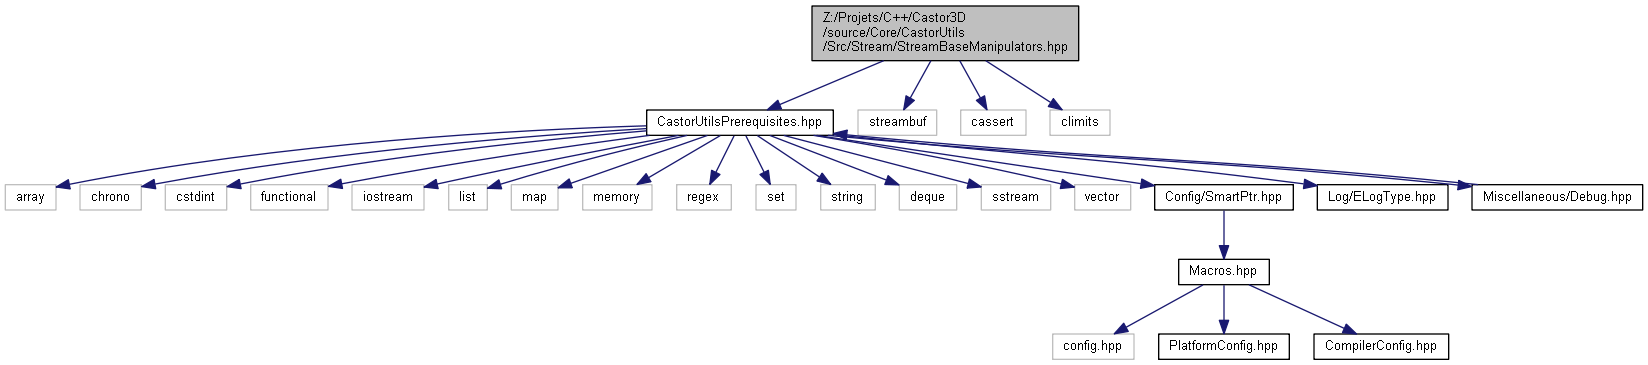 Z:/Projets/C++/Castor3D
/source/Core/CastorUtils
/Src/Stream/StreamBaseManipulators.hpp
CastorUtilsPrerequisites.hpp
streambuf
cassert
climits
array
chrono
cstdint
functional
iostream
list
map
memory
regex
set
string
deque
sstream
vector
Config/SmartPtr.hpp
Log/ELogType.hpp
Miscellaneous/Debug.hpp
Macros.hpp
config.hpp
PlatformConfig.hpp
CompilerConfig.hpp